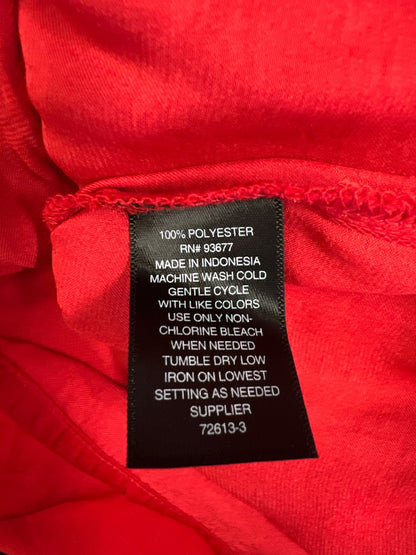 100% POLYESTER
RN# 93677
MADE IN INDONESIA
MACHINE WASH COLD
GENTLE CYCLE
WITH LIKE COLORS
USE ONLY NON-
CHLORINE BLEACH
WHEN NEEDED
TUMBLE DRY LOW
IRON ON LOWEST
SETTING AS NEEDED
SUPPLIER
72613-3